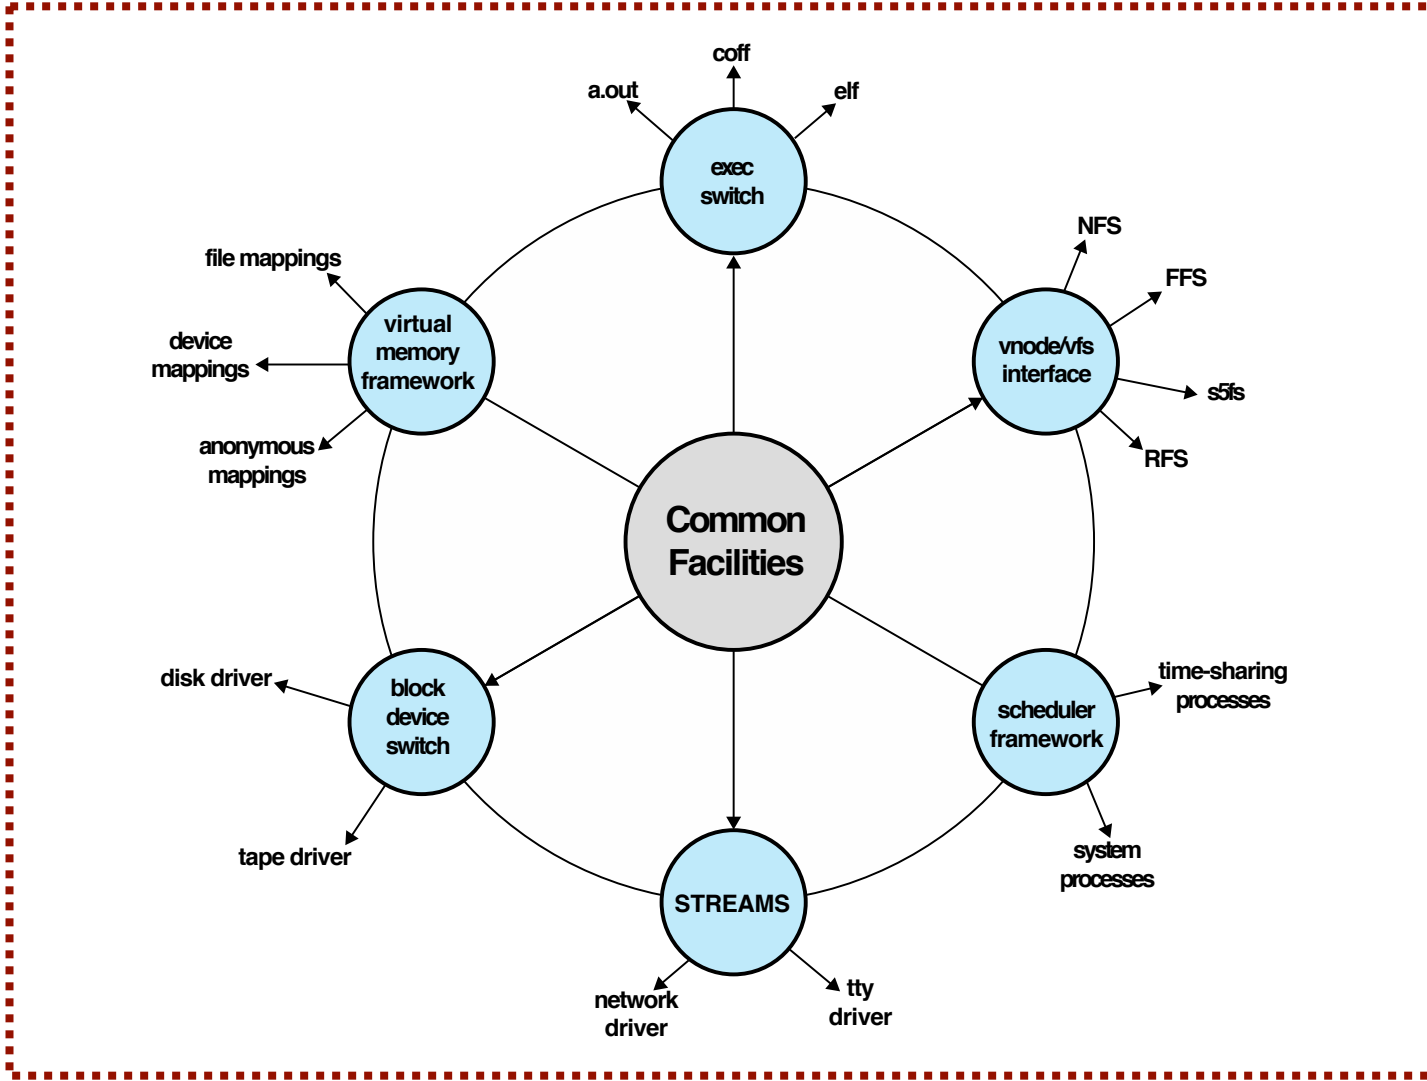 coff
a.out
elf
exec
switch
NFS
FFS
file mappings
virtual
memory
framework
vnode/vfs
interface
device
mappings
s5fs
anonymous
mappings
RFS
Common
Facilities
disk driver
block
device
switch
scheduler
framework
time-sharing
processes
tape driver
system
processes
STREAMS
network
driver
tty
driver